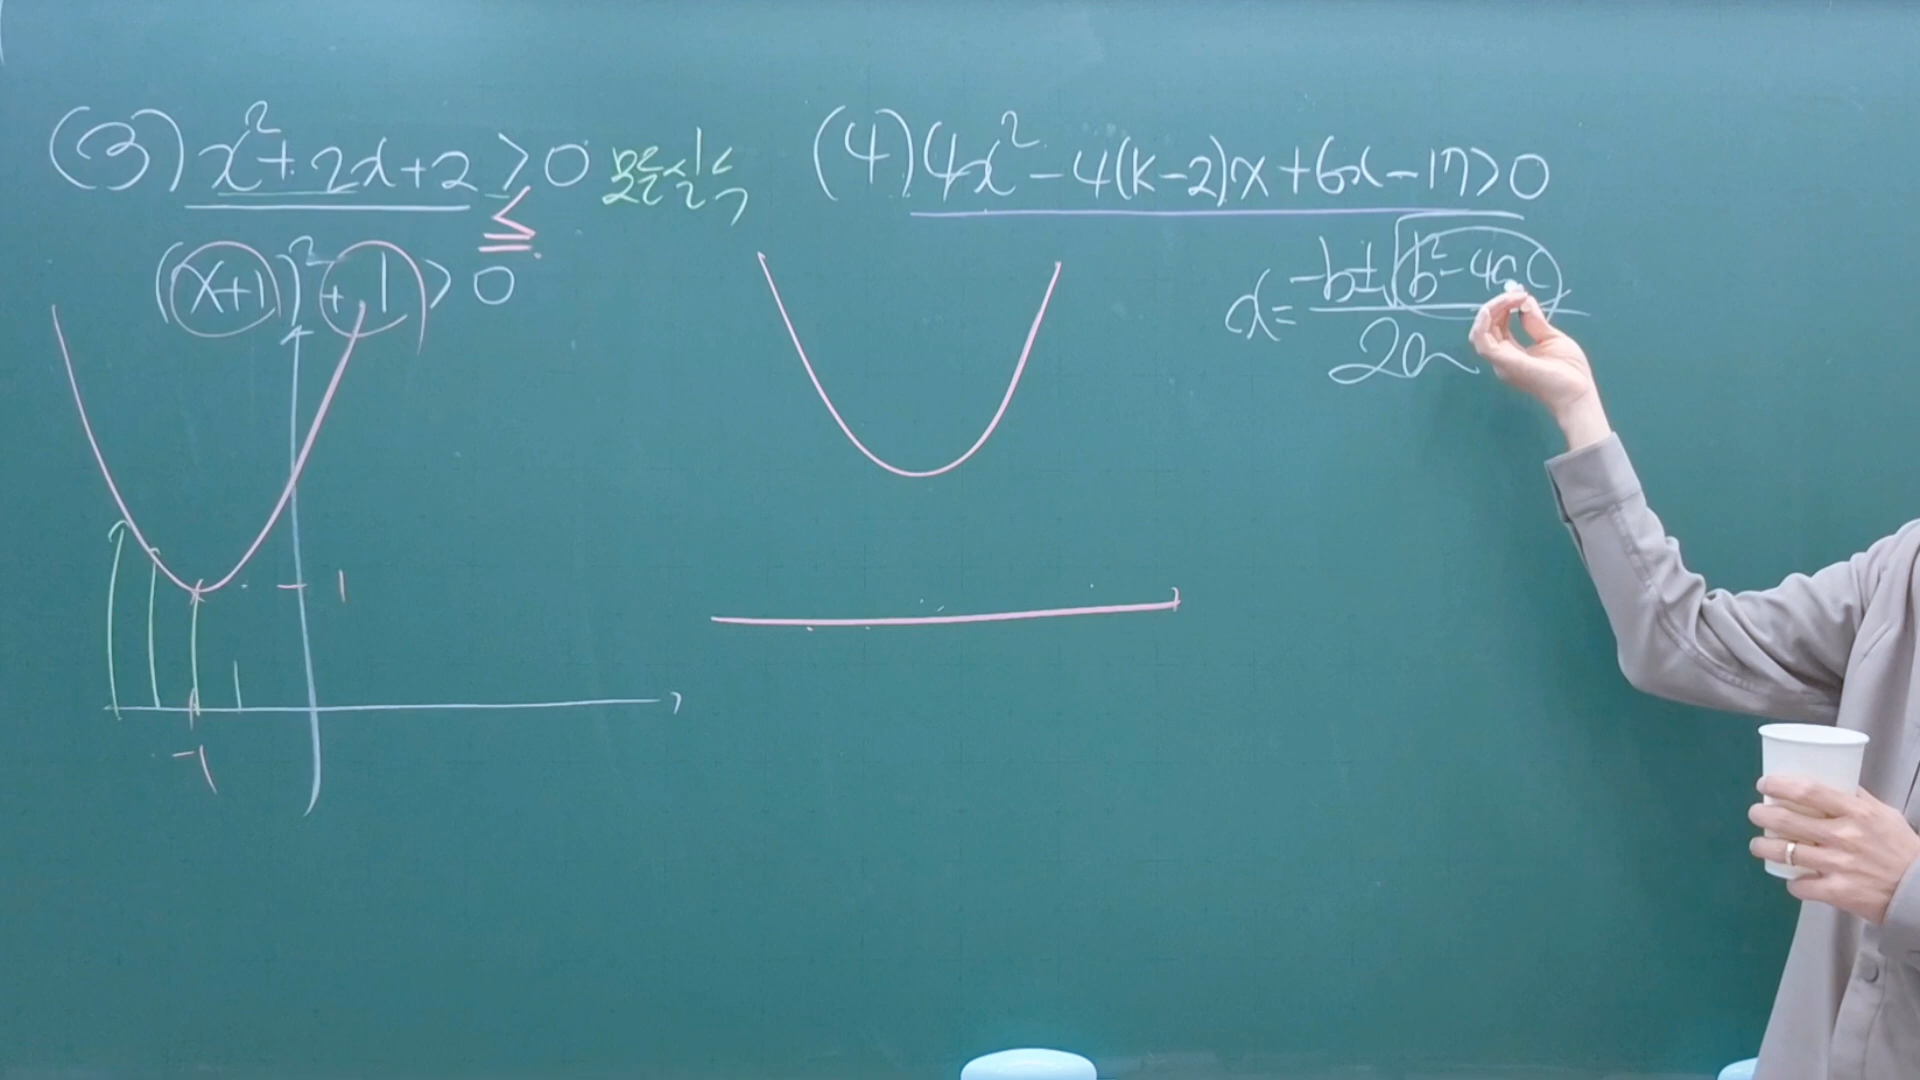 (3) x²+2x+2 > 0 모든 실수
≦
(x+1)²+1 > 0
1
-1
(4) 4x²-4(k-2)x+6x-17>0
x = -b±√b²-4ac
2a